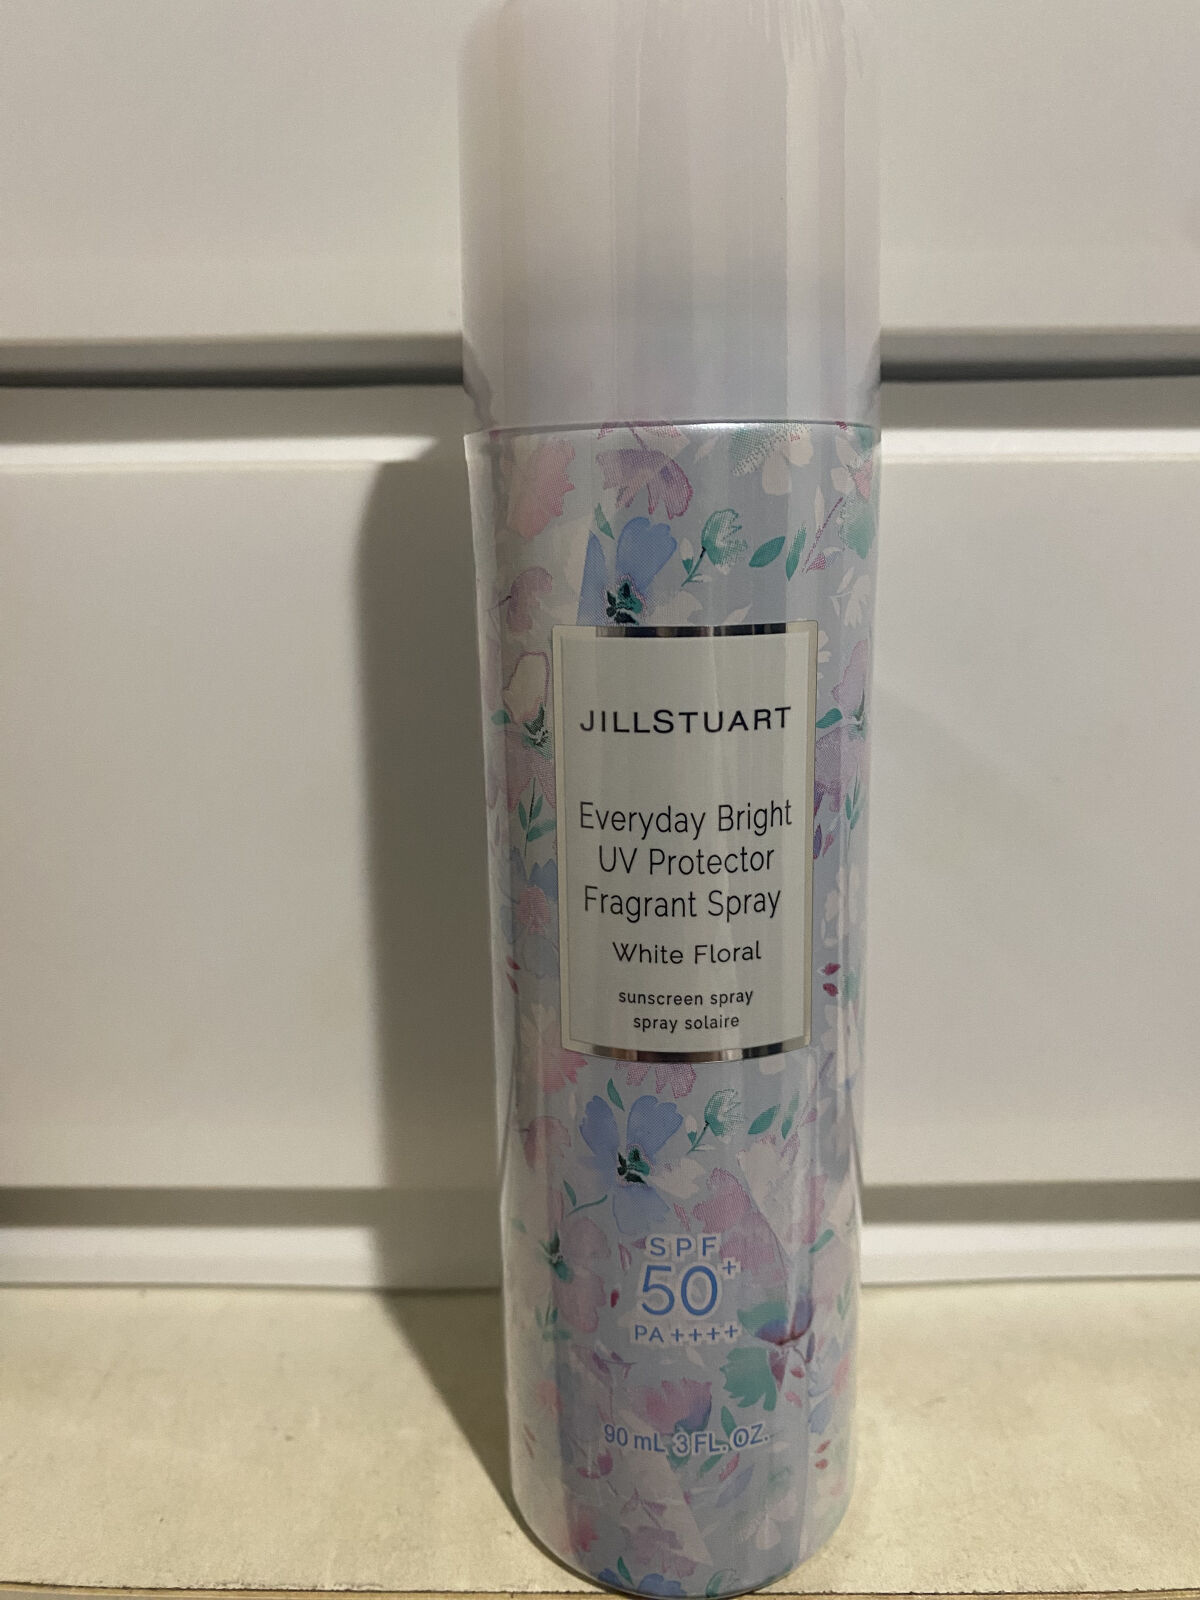 JILLSTUART
Everyday Bright
UV Protector
Fragrant Spray
White Floral
sunscreen spray
spray solaire
SPF
50+
PA++++
90 mL 3 FL. OZ.